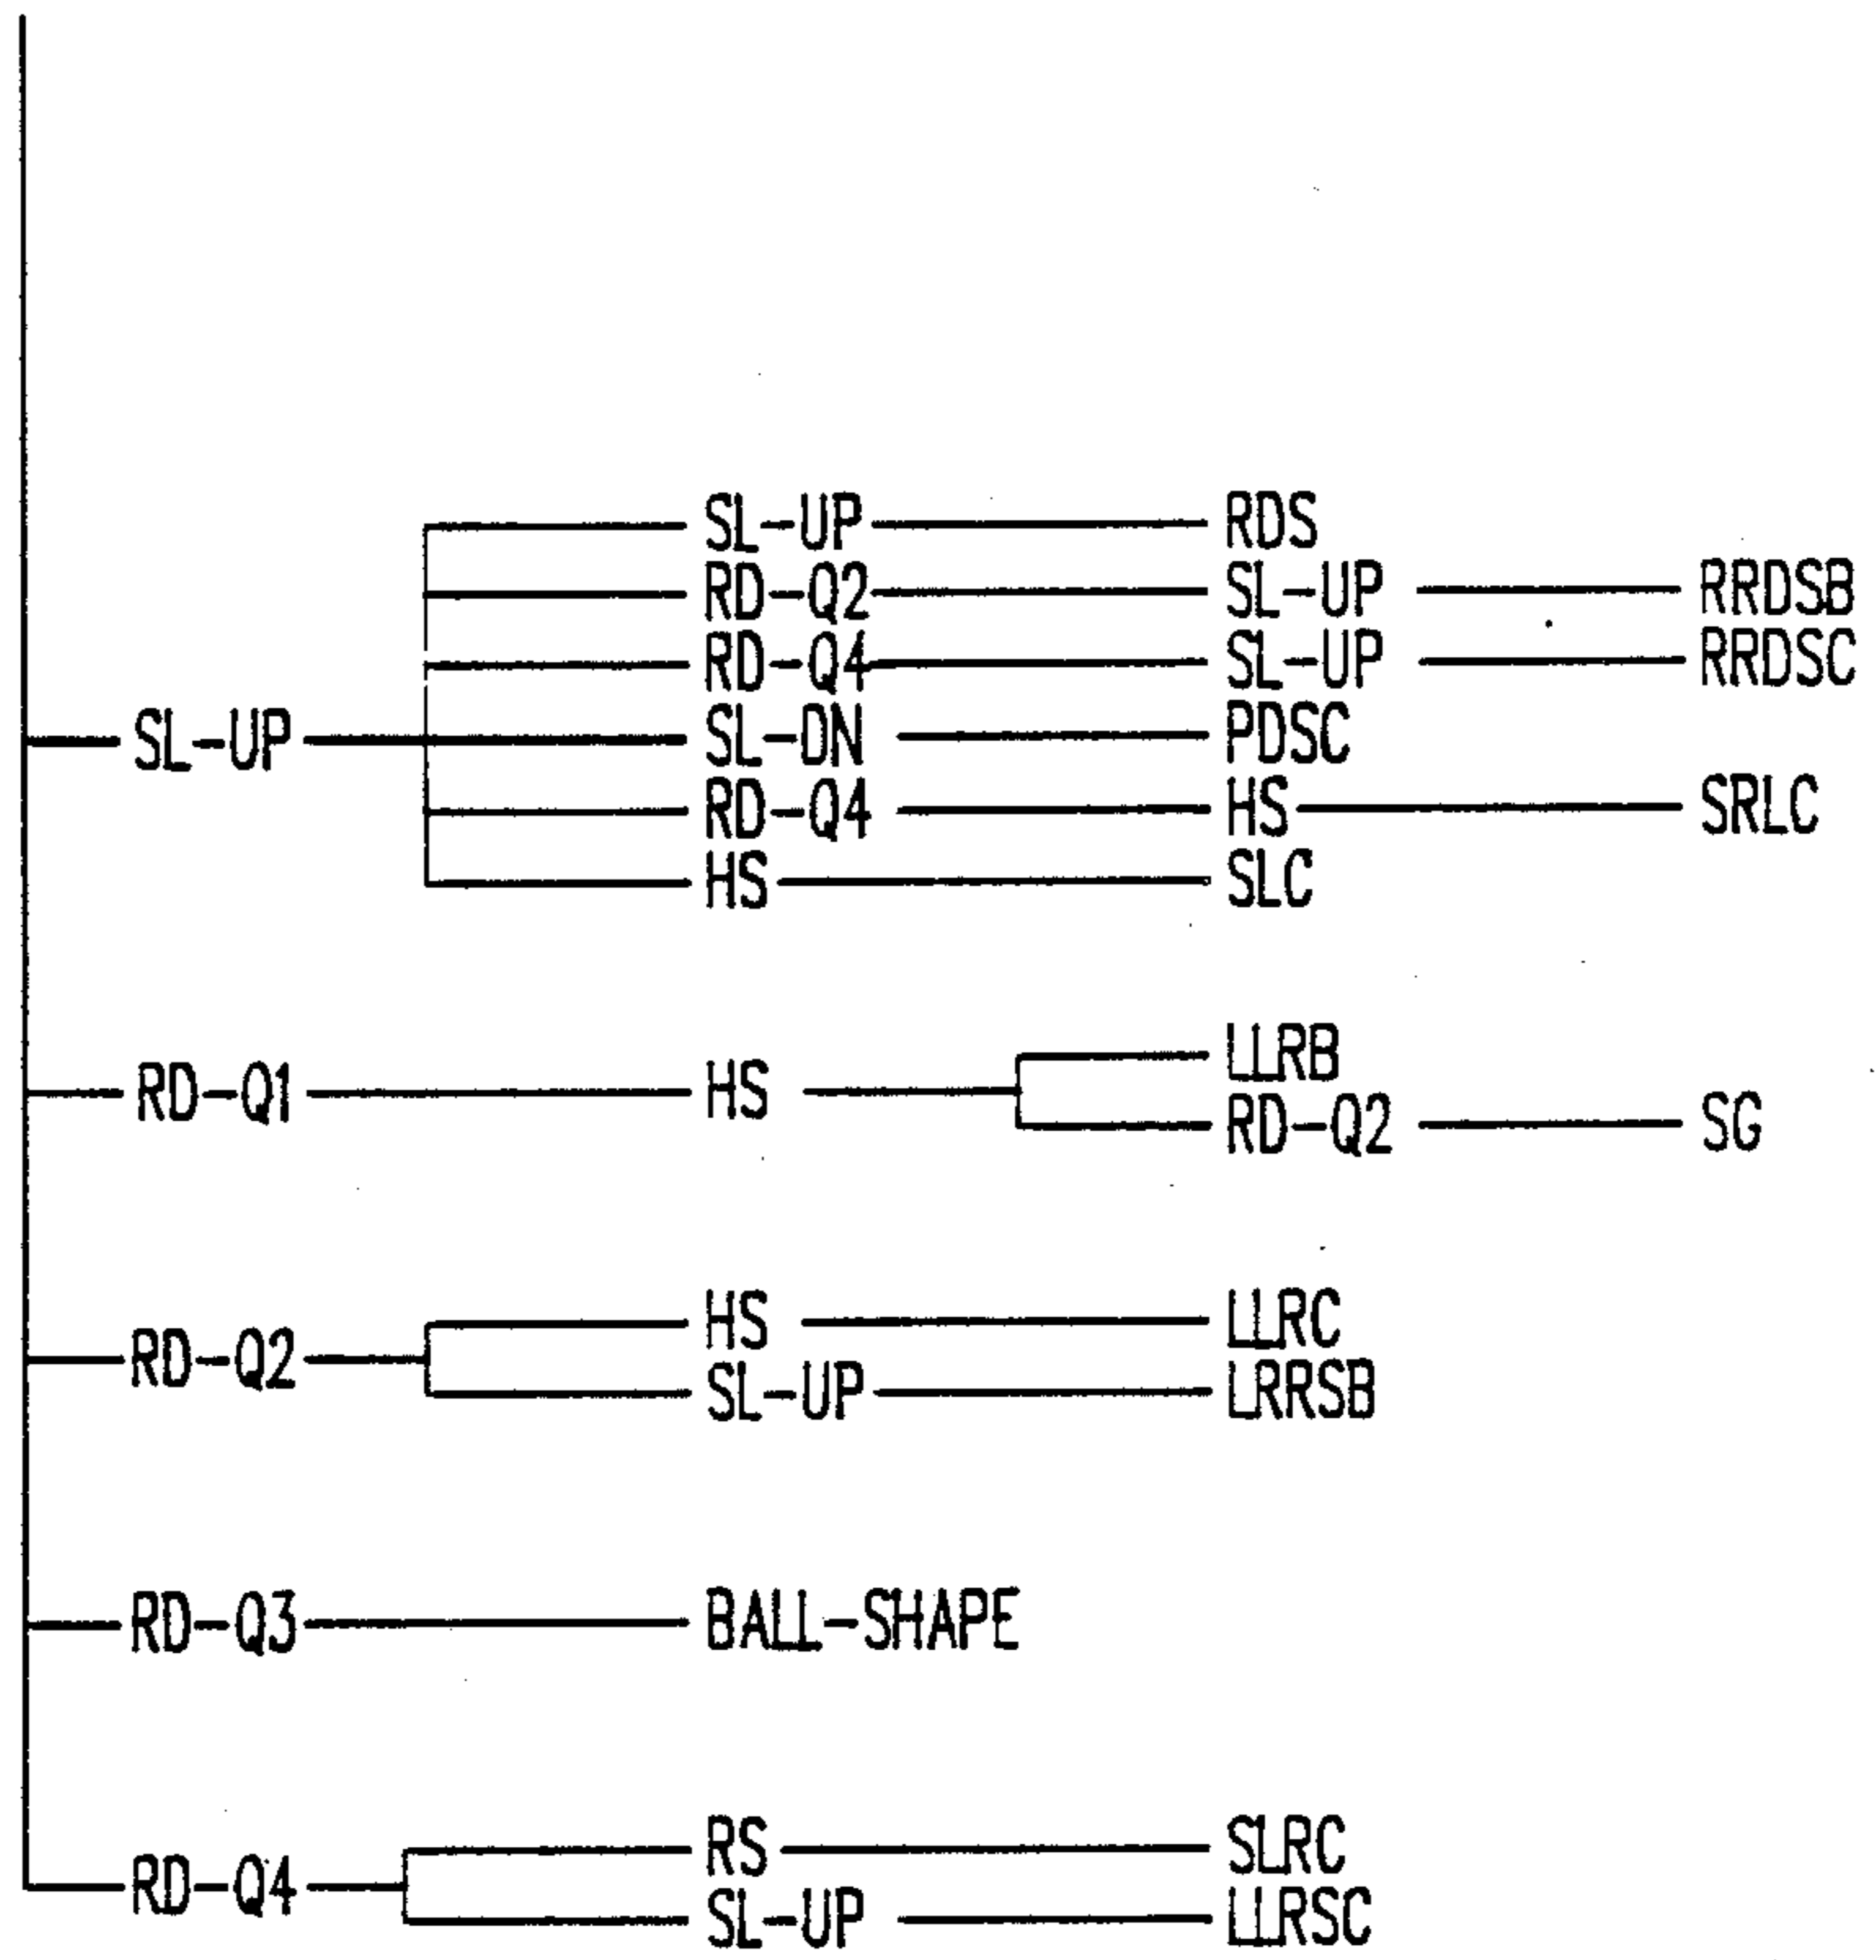 SL-UP RDS
RD-Q2 SL-UP RRDSB
RD-Q4 SL-UP RRDSC
SL-UP SL-DN PDSC
RD-Q4 HS SRLC
HS SLC
LLRB
RD-Q1 HS
RD-Q2 SG
HS LLRC
RD-Q2
SL-UP LRRSB
RD-Q3 BALL-SHAPE
RS SLRC
RD-Q4
SL-UP LLRSC